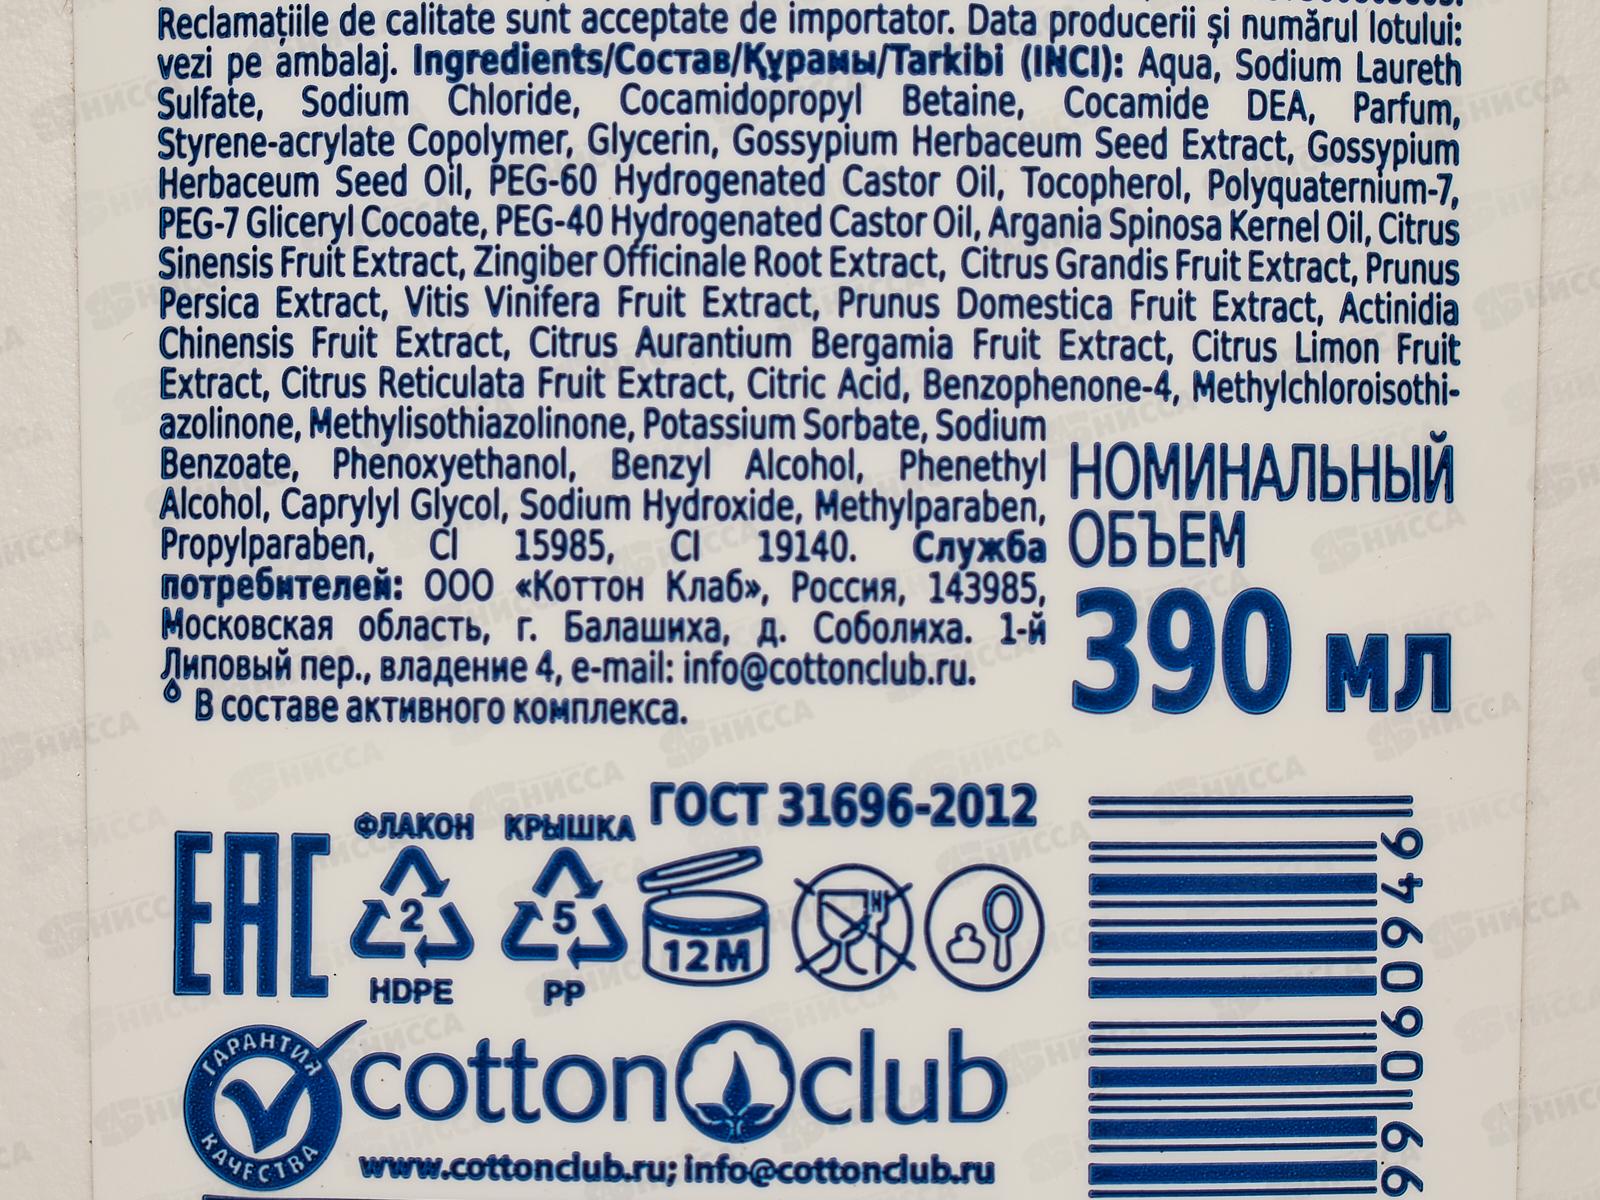 Reclamațiile de calitate sunt acceptate de importator. Data producerii și numărul lotului:
vezi pe ambalaj. Ingredients/Состав/Құрамы/Tarkibi (INCI): Aqua, Sodium Laureth
Sulfate, Sodium Chloride, Cocamidopropyl Betaine, Cocamide DEA, Parfum,
Styrene-acrylate Copolymer, Glycerin, Gossypium Herbaceum Seed Extract, Gossypium
Herbaceum Seed Oil, PEG-60 Hydrogenated Castor Oil, Tocopherol, Polyquaternium-7,
PEG-7 Gliceryl Cocoate, PEG-40 Hydrogenated Castor Oil, Argania Spinosa Kernel Oil, Citrus
Sinensis Fruit Extract, Zingiber Officinale Root Extract, Citrus Grandis Fruit Extract, Prunus
Persica Extract, Vitis Vinifera Fruit Extract, Prunus Domestica Fruit Extract, Actinidia
Chinensis Fruit Extract, Citrus Aurantium Bergamia Fruit Extract, Citrus Limon Fruit
Extract, Citrus Reticulata Fruit Extract, Citric Acid, Benzophenone-4, Methylchloroisothi-
azolinone, Methylisothiazolinone, Potassium Sorbate, Sodium
Benzoate, Phenoxyethanol, Benzyl Alcohol, Phenethyl
Alcohol, Caprylyl Glycol, Sodium Hydroxide, Methylparaben,
Propylparaben, CI 15985, CI 19140. Служба
потребителей: ООО «Коттон Клаб», Россия, 143985,
Московская область, г. Балашиха, д. Соболиха. 1-й
Липовый пер., владение 4, e-mail: info@cottonclub.ru.
В составе активного комплекса.
НОМИНАЛЬНЫЙ
ОБЪЕМ
390 мл
ГОСТ 31696-2012
ФЛАКОН
КРЫШКА
EAC
2
5
12М
HDPE
PP
ГАРАНТИЯ
КАЧЕСТВА
cotton club
www.cottonclub.ru; info@cottonclub.ru
НИССА